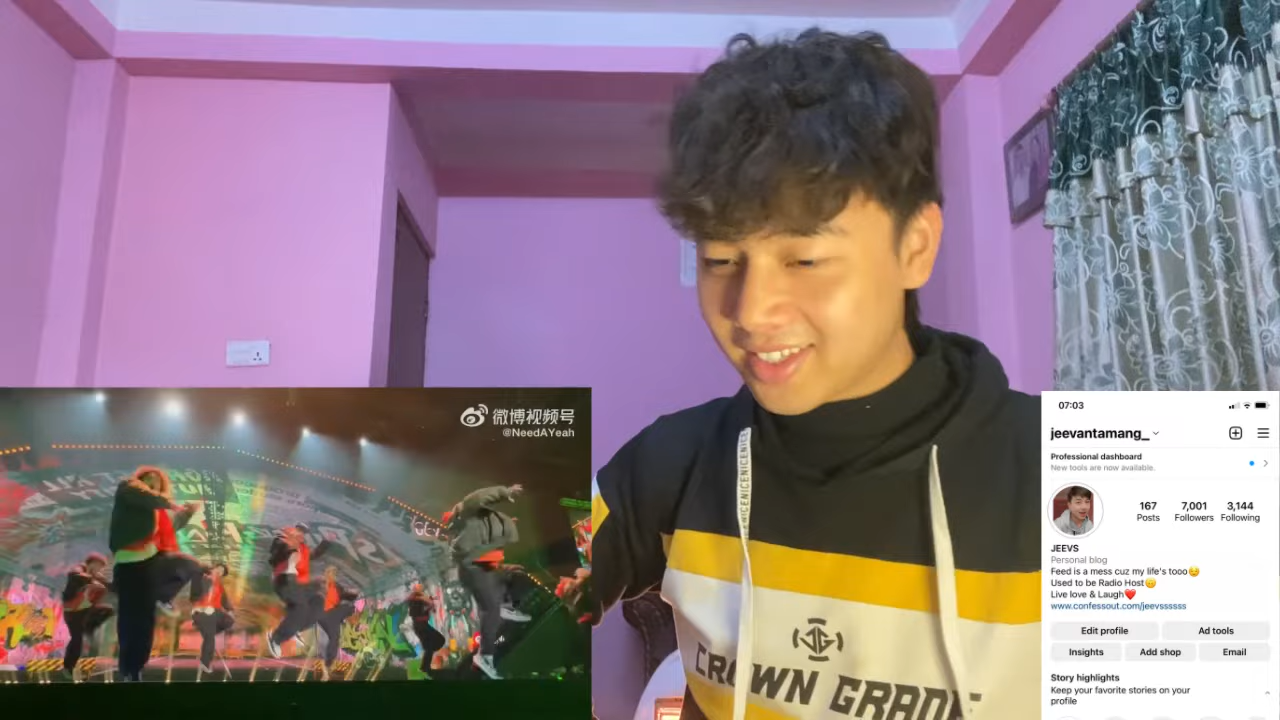 微博视频号
@NeedAYeah
NICENICENICENICE
CROWN GRADE
07:03
jeevantamang_
Professional dashboard
New tools are now available.
167
7,001
3,144
Posts
Followers
Following
JEEVS
Personal blog
Feed is a mess cuz my life's tooo😌
Used to be Radio Host😊
Live love & Laugh❤️
www.confessout.com/jeevssssss
Edit profile
Ad tools
Insights
Add shop
Email
Story highlights
Keep your favorite stories on your
profile